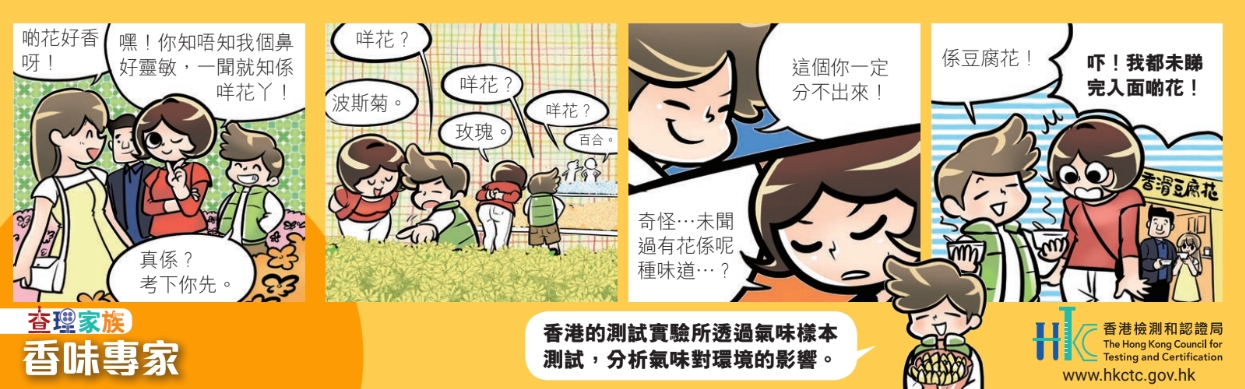 啲花好香
呀！
嘿！你知唔知我個鼻
好靈敏，一聞就知係
咩花丫！
真係？
考下你先。
咩花？
波斯菊。
咩花？
玫瑰。
咩花？
百合。
這個你一定
分不出來！
奇怪…未聞
過有花係呢
種味道…？
係豆腐花！
吓！我都未睇
完入面啲花！
香滑豆腐花
查理家族
香味專家
香港的測試實驗所透過氣味樣本
測試，分析氣味對環境的影響。
HKTC
香港檢測和認證局
The Hong Kong Council for
Testing and Certification
www.hkctc.gov.hk